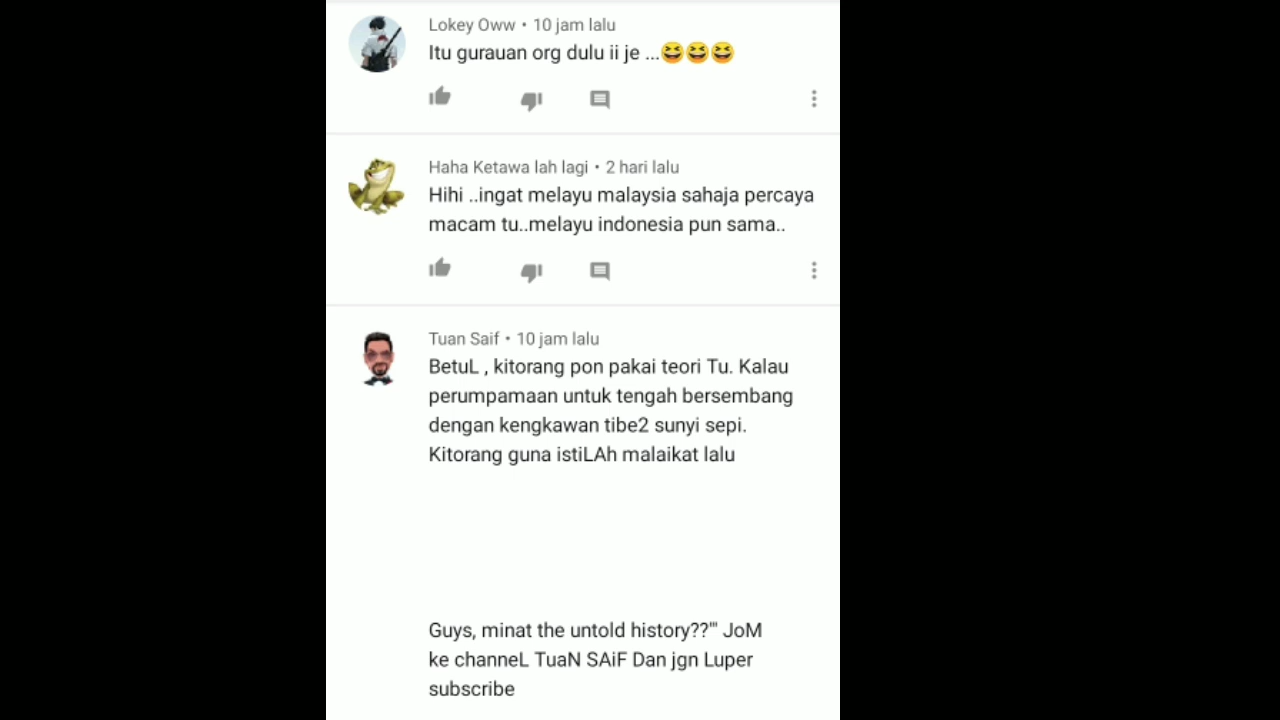 Lokey Oww • 10 jam lalu
Itu gurauan org dulu ii je ...😆😆😆
Haha Ketawa lah lagi • 2 hari lalu
Hihi ..ingat melayu malaysia sahaja percaya
macam tu..melayu indonesia pun sama..
Tuan Saif • 10 jam lalu
BetuL , kitorang pon pakai teori Tu. Kalau
perumpamaan untuk tengah bersembang
dengan kengkawan tibe2 sunyi sepi.
Kitorang guna istiLAh malaikat lalu
Guys, minat the untold history??"' JoM
ke channeL TuaN SAiF Dan jgn Luper
subscribe